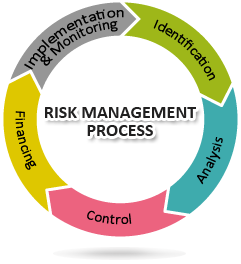 RISK MANAGEMENT
PROCESS
Identification
Analysis
Control
Financing
Implementation
& Monitoring